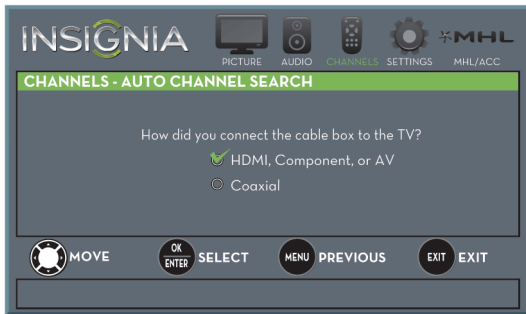 INSIGNIA
PICTURE AUDIO CHANNELS SETTINGS MHL MHL/ACC
CHANNELS - AUTO CHANNEL SEARCH
How did you connect the cable box to the TV?
HDMI, Component, or AV
Coaxial
MOVE OK ENTER SELECT MENU PREVIOUS EXIT EXIT